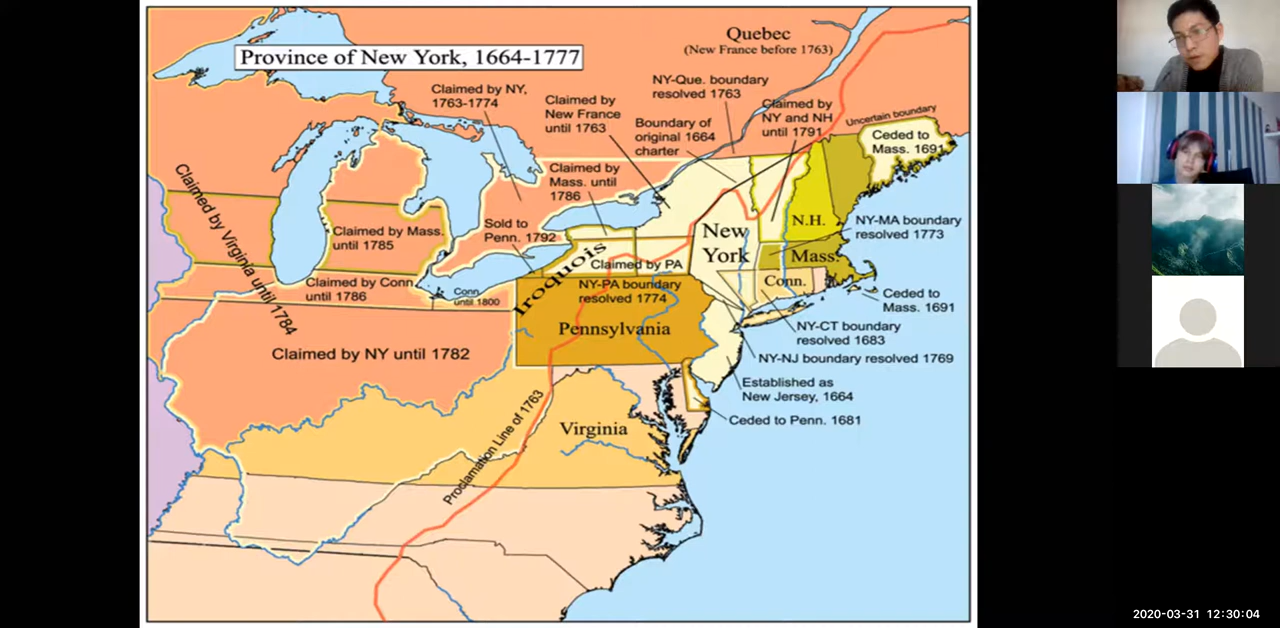 Province of New York, 1664-1777
Quebec
(New France before 1763)
Claimed by NY,
1763-1774
Claimed by
New France
until 1763
NY-Que. boundary
resolved 1763
Boundary of
original 1664
charter
Claimed by
NY and NH
until 1791
Uncertain boundary
Ceded to
Mass. 1691
Claimed by Virginia until 1784
Claimed by Mass.
until 1785
Claimed by Mass. until
1786
Sold to
Penn. 1792
Iroquois
Claimed by PA
New
York
N.H.
NY-MA boundary
resolved 1773
Mass.
Conn.
Claimed by Conn.
until 1786
Conn.
until 1800
NY-PA boundary
resolved 1774
Pennsylvania
Ceded to
Mass. 1691
NY-CT boundary
resolved 1683
NY-NJ boundary resolved 1769
Claimed by NY until 1782
Established as
New Jersey, 1664
Ceded to Penn. 1681
Proclamation Line of 1763
Virginia
2020-03-31 12:30:04